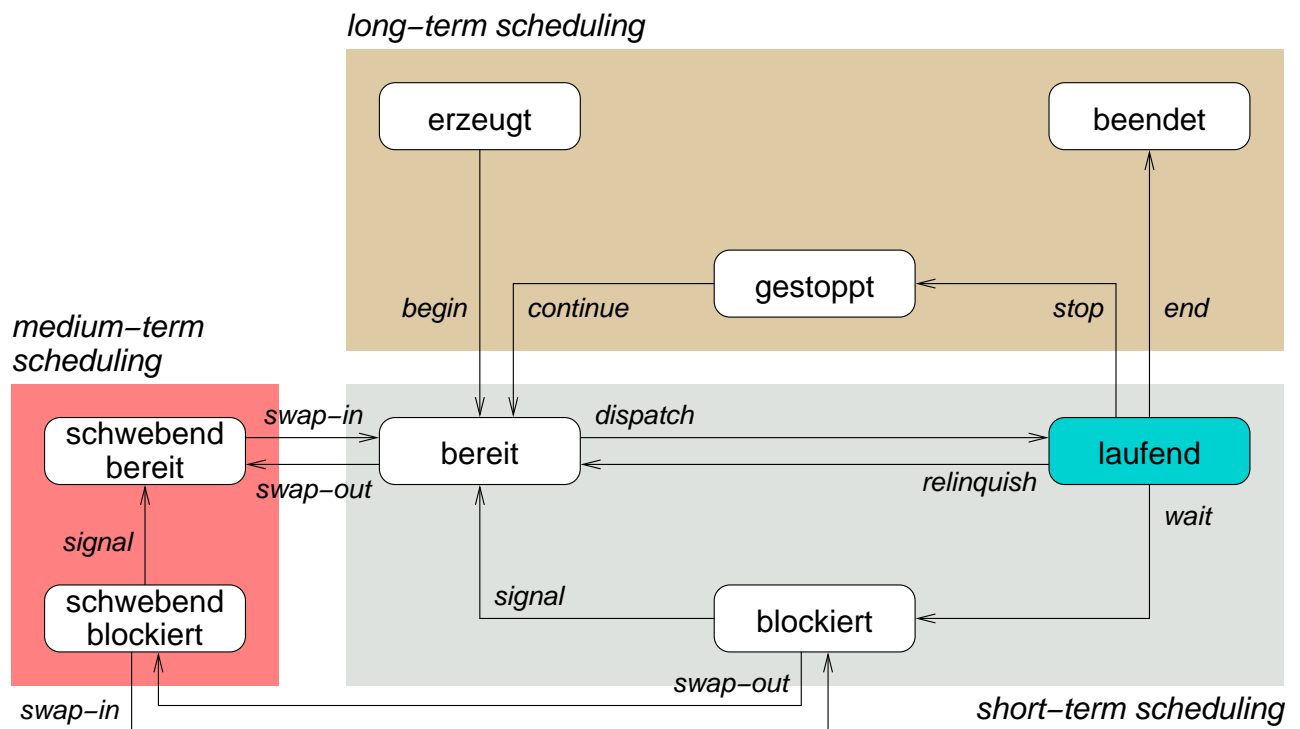 long−term scheduling
erzeugt
beendet
gestoppt
begin
continue
stop
end
medium−term
scheduling
swap−in
dispatch
schwebend
bereit
bereit
laufend
swap−out
relinquish
wait
signal
signal
schwebend
blockiert
blockiert
swap−out
swap−in
short−term scheduling